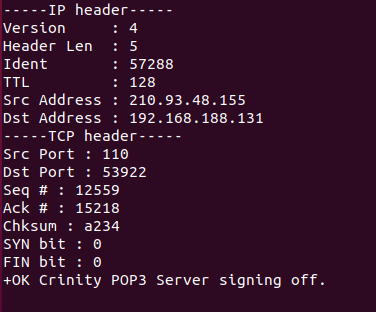 -----IP header-----
Version     : 4
Header Len  : 5
Ident       : 57288
TTL         : 128
Src Address : 210.93.48.155
Dst Address : 192.168.188.131
-----TCP header-----
Src Port : 110
Dst Port : 53922
Seq # : 12559
Ack # : 15218
Chksum : a234
SYN bit : 0
FIN bit : 0
+OK Crinity POP3 Server signing off.